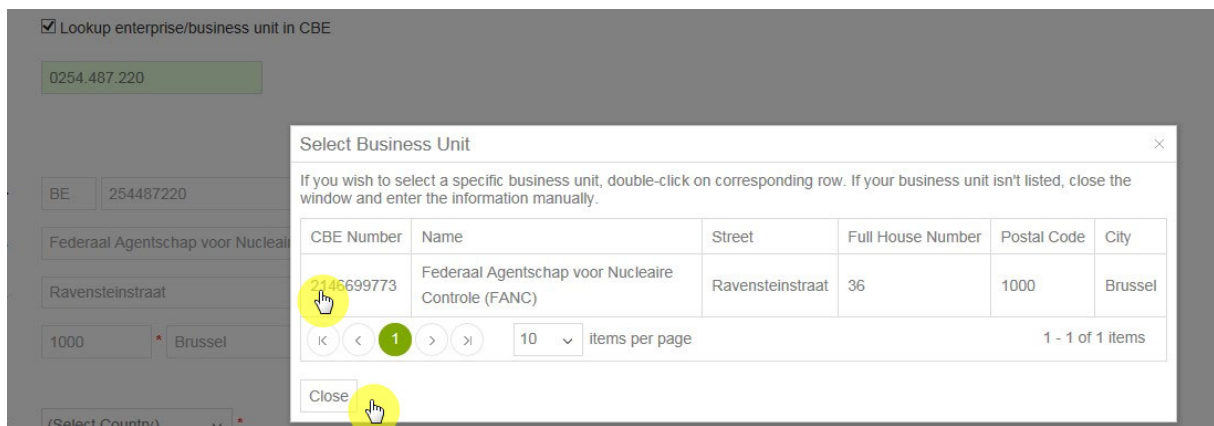 Lookup enterprise/business unit in CBE
0254.487.220
Select Business Unit
If you wish to select a specific business unit, double-click on corresponding row. If your business unit isn't listed, close the
window and enter the information manually.
BE 254487220
CBE Number Name Street Full House Number Postal Code City
Federaal Agentschap voor Nucleair
2146699773 Federaal Agentschap voor Nucleaire Controle (FANC) Ravensteinstraat 36 1000 Brussel
Ravensteinstraat
1000 * Brussel
1 10 items per page 1 - 1 of 1 items
Close
(Select Country) *